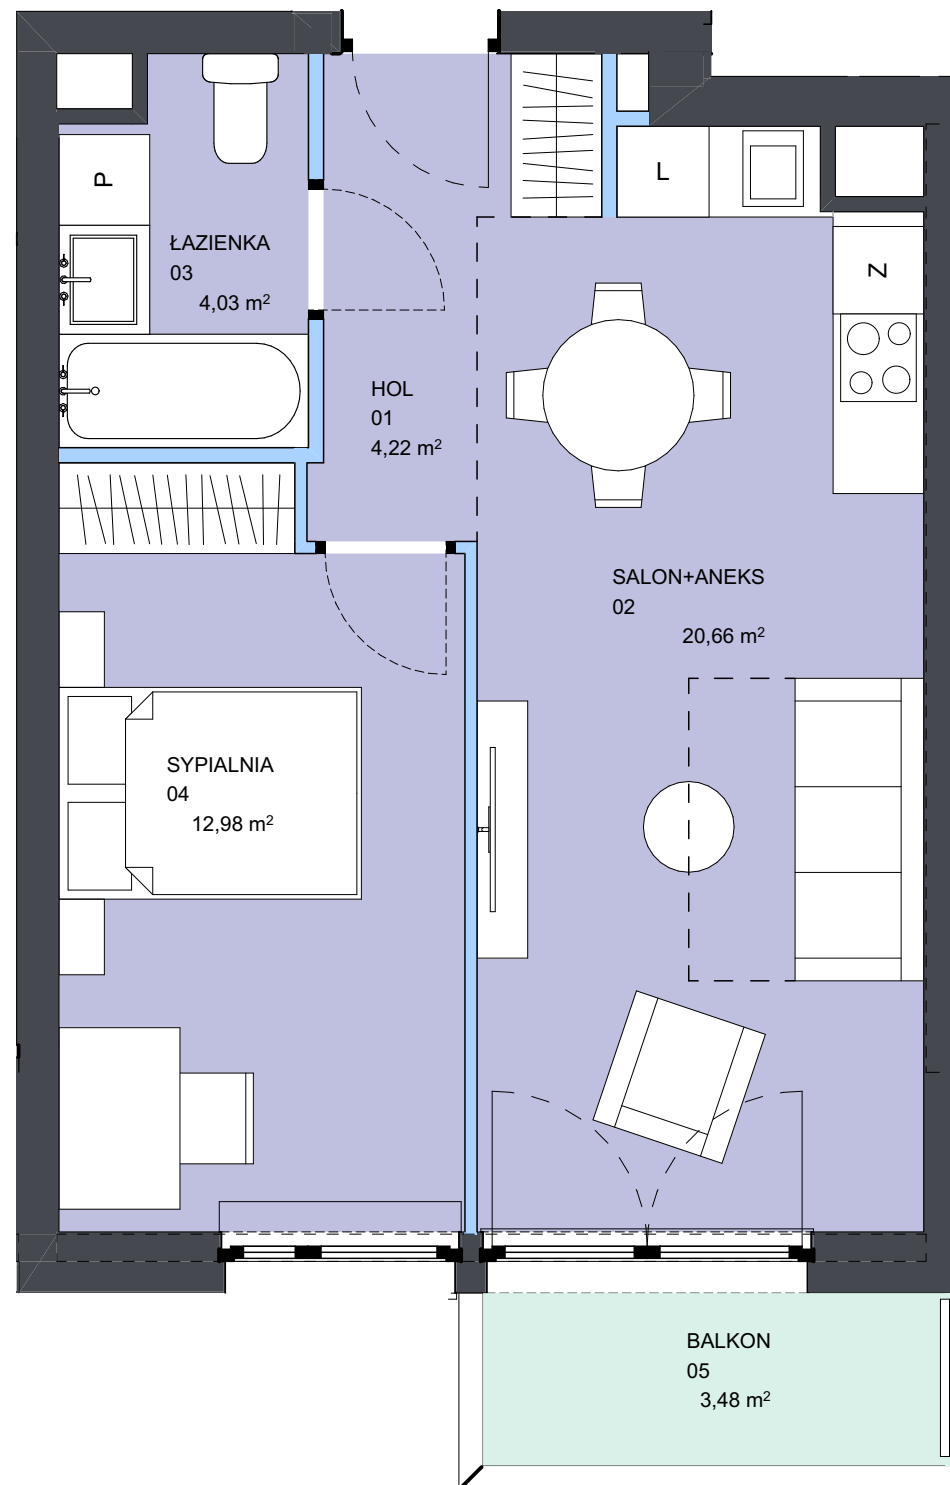 P
L
ŁAZIENKA
03
4,03 m²
Z
HOL
01
4,22 m²
SALON+ANEKS
02
20,66 m²
SYPIALNIA
04
12,98 m²
BALKON
05
3,48 m²